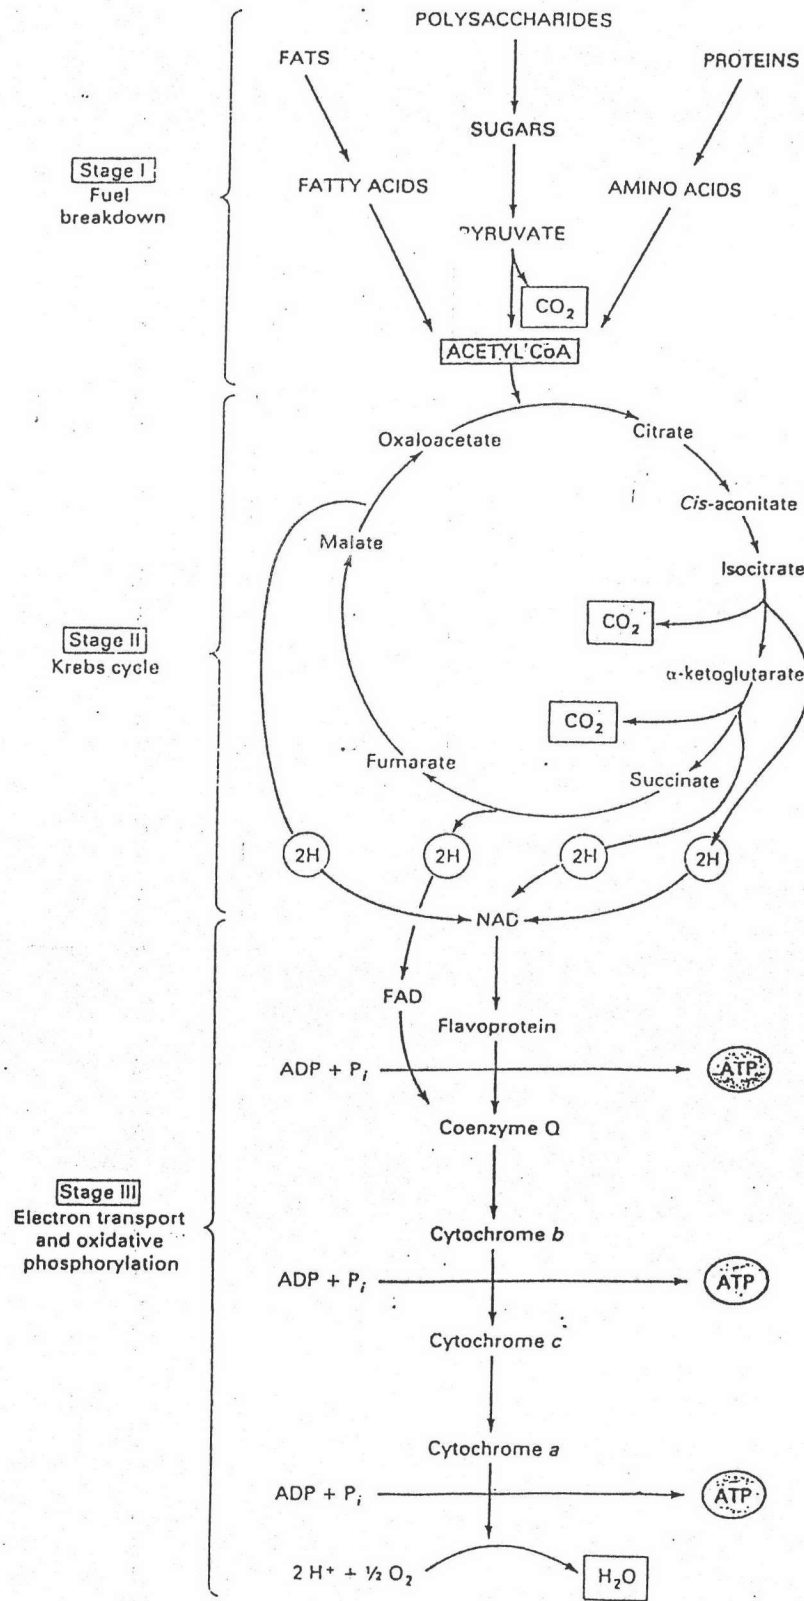 POLYSACCHARIDES
FATS
PROTEINS
SUGARS
Stage I
Fuel
breakdown
FATTY ACIDS
AMINO ACIDS
PYRUVATE
CO₂
ACETYL CoA
Oxaloacetate
Citrate
Cis-aconitate
Malate
Isocitrate
CO₂
Stage II
Krebs cycle
α-ketoglutarate
CO₂
Fumarate
Succinate
2H
2H
2H
2H
NAD
FAD
Flavoprotein
ADP + Pᵢ
ATP
Coenzyme Q
Stage III
Electron transport
and oxidative
phosphorylation
Cytochrome b
ADP + Pᵢ
ATP
Cytochrome c
Cytochrome a
ADP + Pᵢ
ATP
2 H⁺ + ½ O₂
H₂O